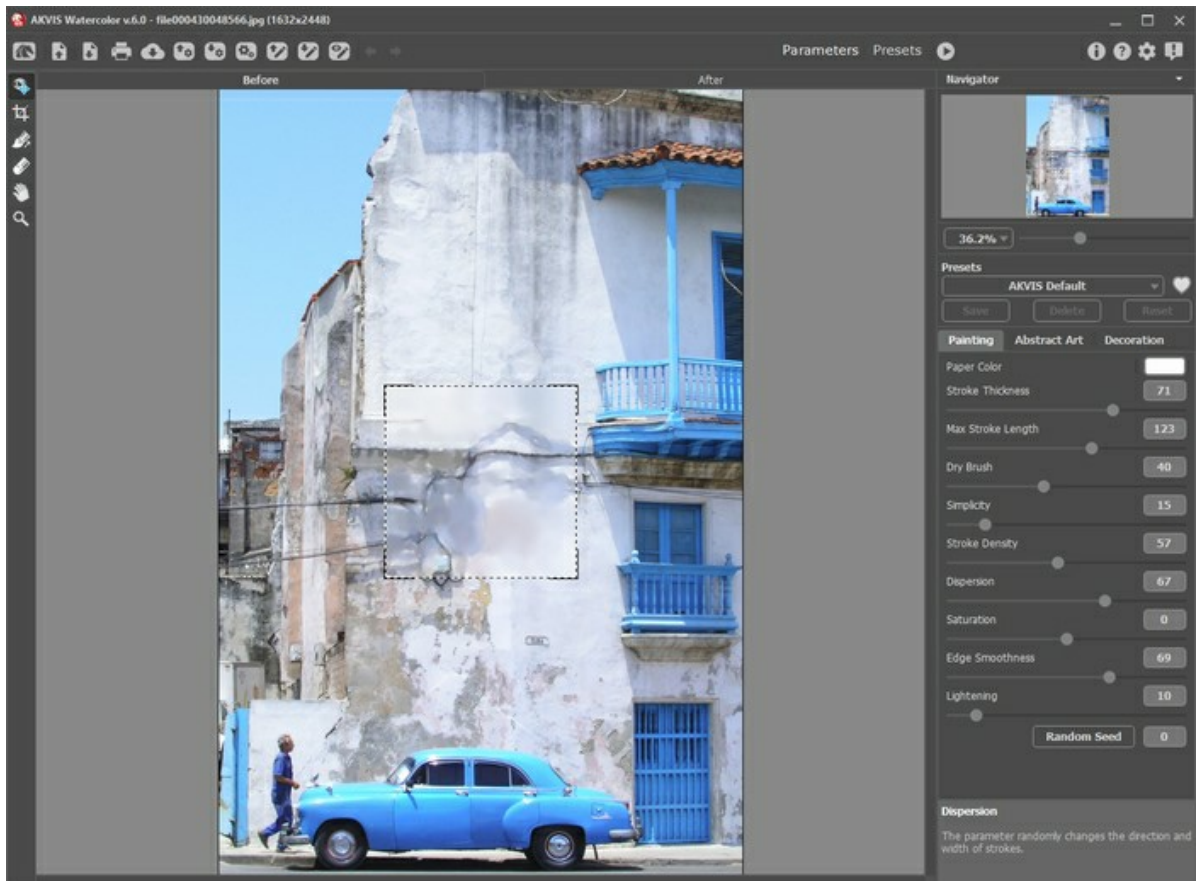 AKVIS Watercolor v.6.0 - file000430048566.jpg (1632x2448)
Parameters Presets
Before After
Navigator
36.2%
Presets
AKVIS Default
Save Delete Reset
Painting Abstract Art Decoration
Paper Color
Stroke Thickness 71
Max Stroke Length 123
Dry Brush 40
Simplicity 15
Stroke Density 57
Dispersion 67
Saturation 0
Edge Smoothness 69
Lightening 10
Random Seed 0
Dispersion
The parameter randomly changes the direction and
width of strokes.